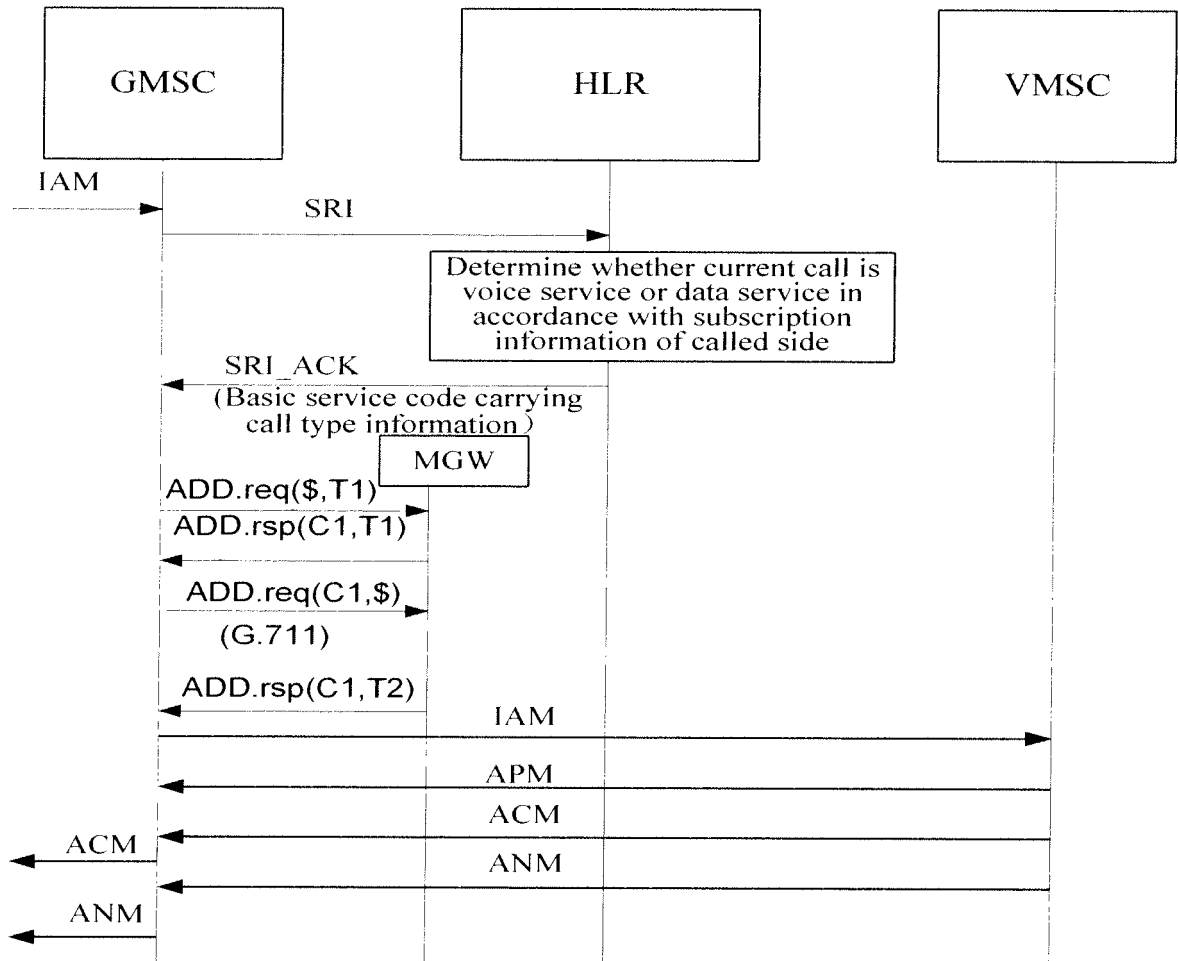 GMSC
HLR
VMSC
IAM
SRI
Determine whether current call is
voice service or data service in
accordance with subscription
information of called side
SRI_ACK
(Basic service code carrying
call type information)
MGW
ADD.req($,T1)
ADD.rsp(C1,T1)
ADD.req(C1,$)
(G.711)
ADD.rsp(C1,T2)
IAM
APM
ACM
ACM
ANM
ANM